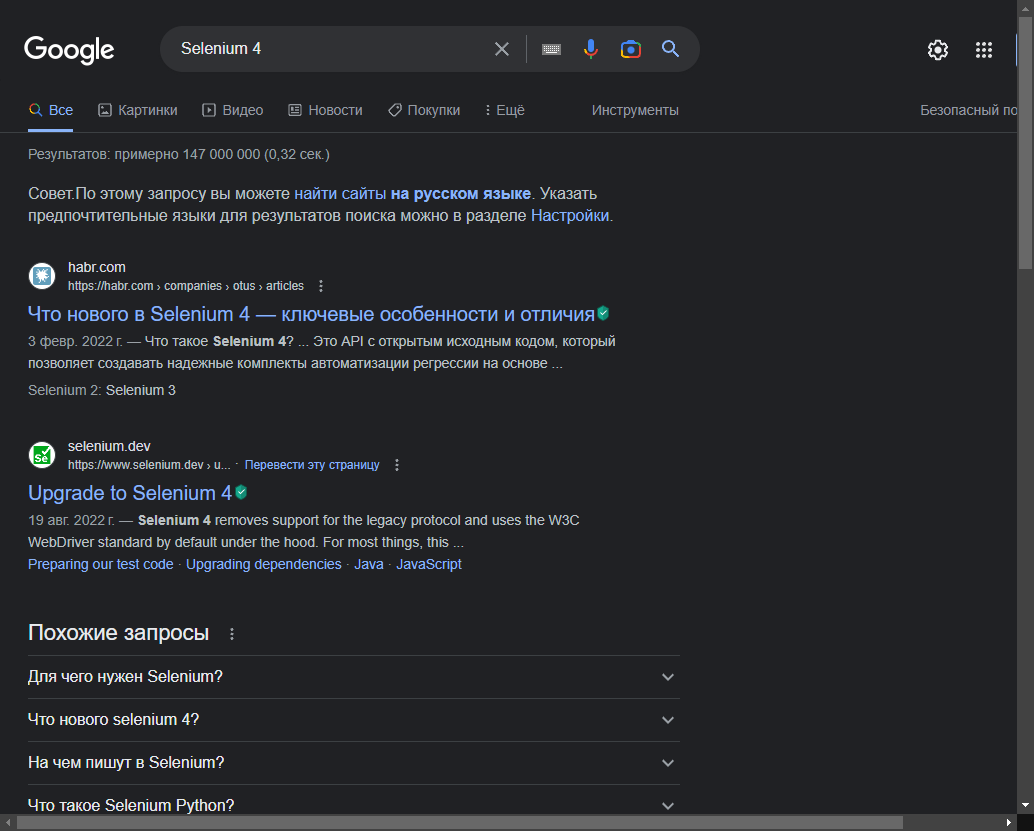 Google
Selenium 4
Все Картинки Видео Новости Покупки Ещё Инструменты Безопасный по
Результатов: примерно 147 000 000 (0,32 сек.)
Совет.По этому запросу вы можете найти сайты на русском языке. Указать
предпочтительные языки для результатов поиска можно в разделе Настройки.
habr.com
https://habr.com › companies › otus › articles
Что нового в Selenium 4 — ключевые особенности и отличия
3 февр. 2022 г. — Что такое Selenium 4? ... Это API с открытым исходным кодом, который
позволяет создавать надежные комплекты автоматизации регрессии на основе ...
Selenium 2: Selenium 3
Se
selenium.dev
https://www.selenium.dev › u... · Перевести эту страницу
Upgrade to Selenium 4
19 авг. 2022 г. — Selenium 4 removes support for the legacy protocol and uses the W3C
WebDriver standard by default under the hood. For most things, this ...
Preparing our test code · Upgrading dependencies · Java · JavaScript
Похожие запросы
Для чего нужен Selenium?
Что нового selenium 4?
На чем пишут в Selenium?
Что такое Selenium Python?